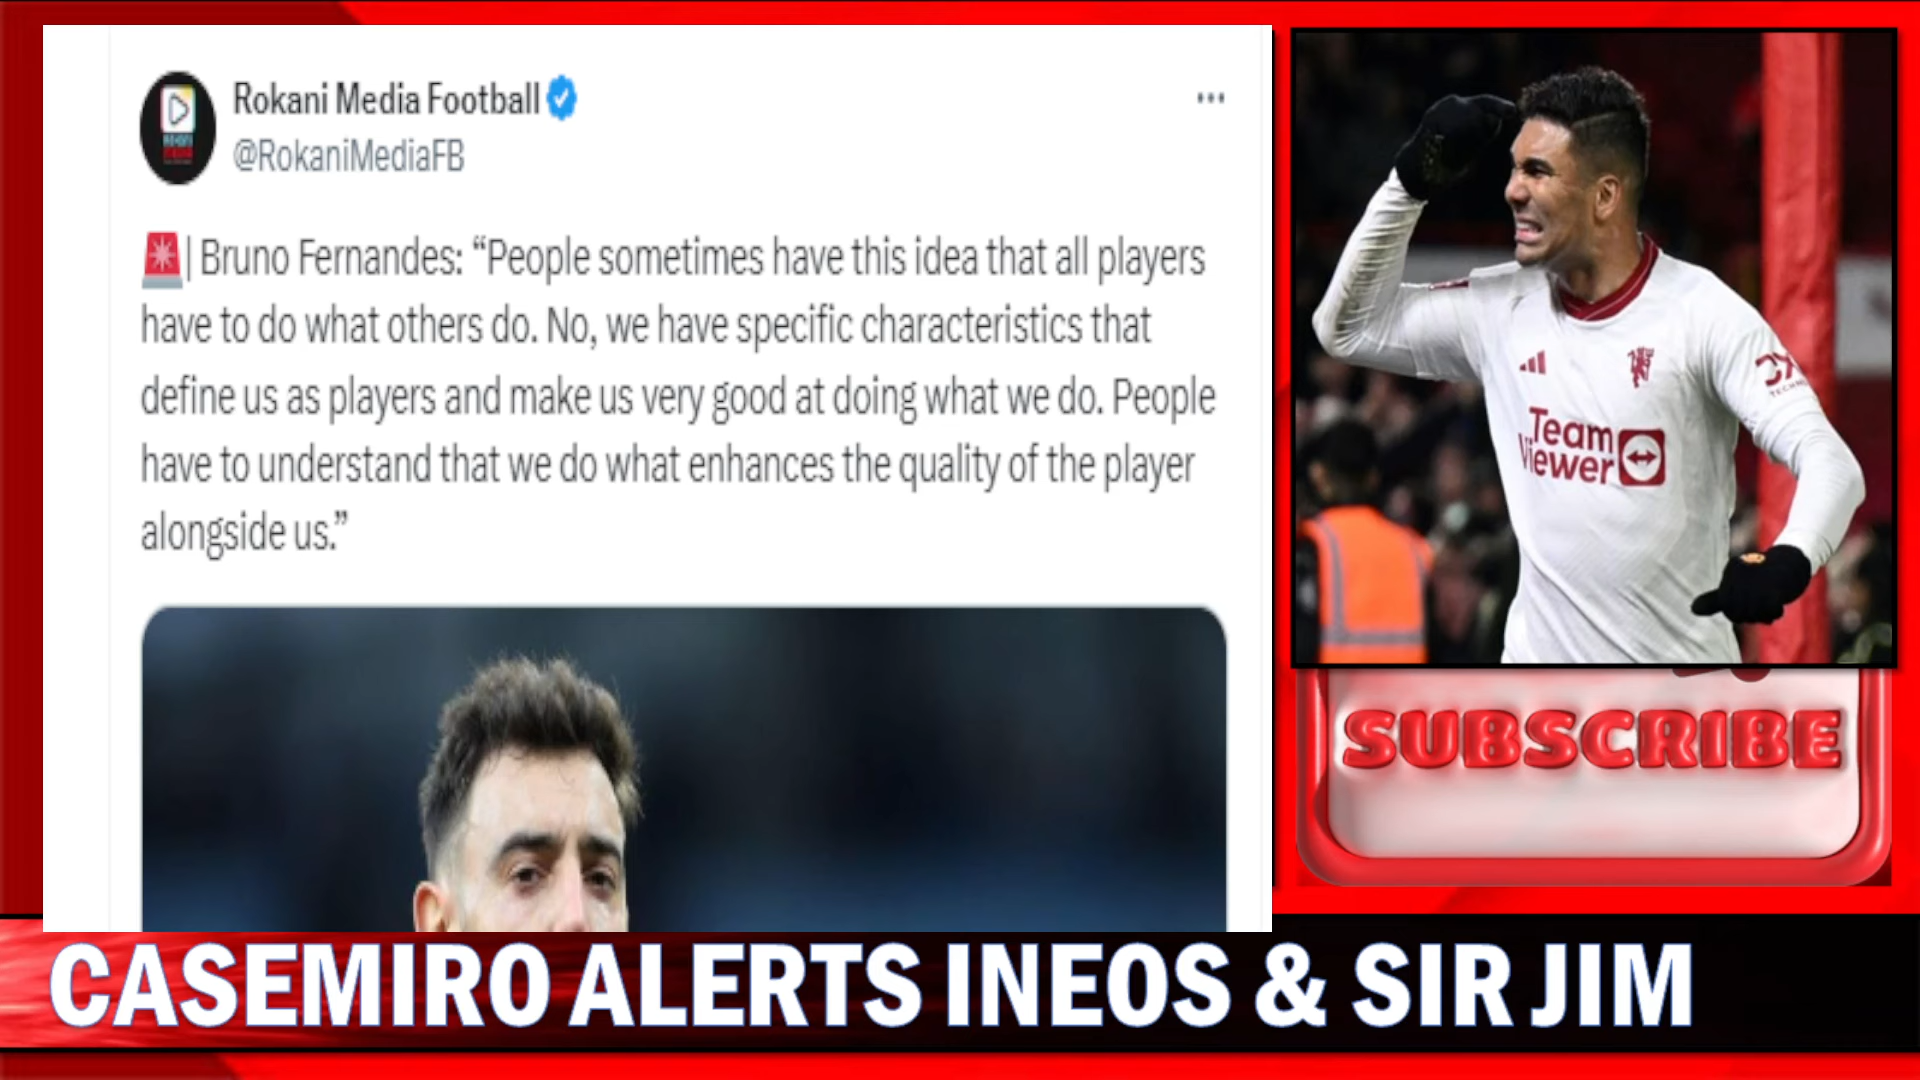 Rokani Media Football
@RokaniMediaFB
| Bruno Fernandes: “People sometimes have this idea that all players
have to do what others do. No, we have specific characteristics that
define us as players and make us very good at doing what we do. People
have to understand that we do what enhances the quality of the player
alongside us.”
Team
Viewer
SUBSCRIBE
CASEMIRO ALERTS INEOS & SIR JIM